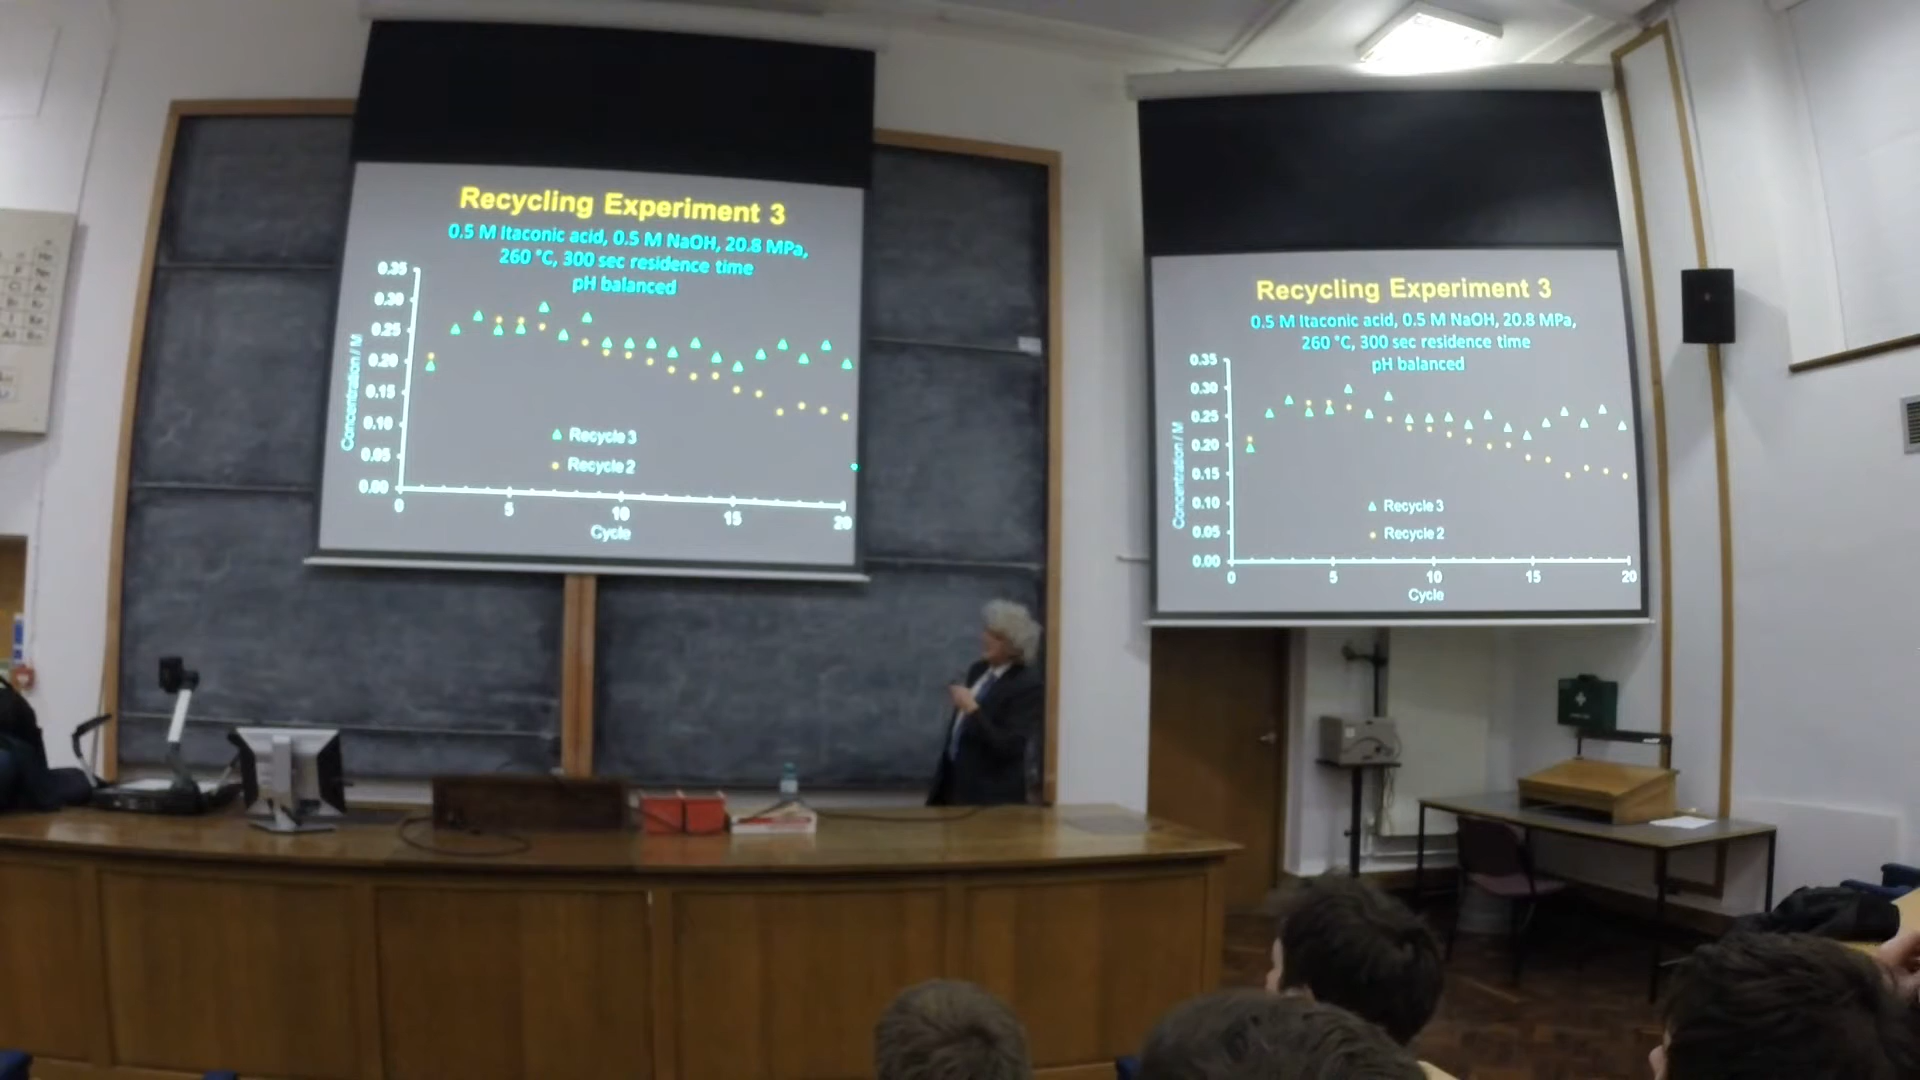 Recycling Experiment 3
0.5 M Itaconic acid, 0.5 M NaOH, 20.8 MPa,
260 °C, 300 sec residence time
pH balanced
0.35
0.30
0.25
0.20
0.15
0.10
0.05
0.00
Concentration / M
Recycle 3
Recycle 2
0 5 10 15 20
Cycle
Recycling Experiment 3
0.5 M Itaconic acid, 0.5 M NaOH, 20.8 MPa,
260 °C, 300 sec residence time
pH balanced
0.35
0.30
0.25
0.20
0.15
0.10
0.05
0.00
Concentration / M
Recycle 3
Recycle 2
0 5 10 15 20
Cycle